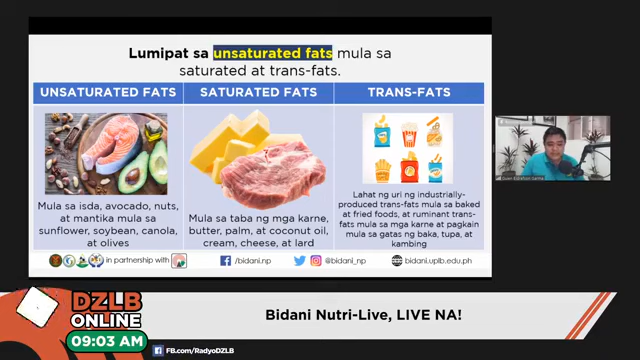 Lumipat sa unsaturated fats mula sa
saturated at trans-fats.
UNSATURATED FATS
SATURATED FATS
TRANS-FATS
Mula sa isda, avocado, nuts,
at mantika mula sa
sunflower, soybean, canola,
at olives
Mula sa taba ng mga karne,
butter, palm, at coconut oil,
cream, cheese, at lard
Lahat ng uri ng industrially-
produced trans-fats mula sa baked
at fried foods, at ruminant trans-
fats mula sa mga karne at pagkain
mula sa gatas ng baka, tupa, at
kambing
in partnership with
/bidani.np
@bidani_np
bidani.uplb.edu.ph
DZLB
ONLINE
09:03 AM
Bidani Nutri-Live, LIVE NA!
FB.com/RadyoDZLB